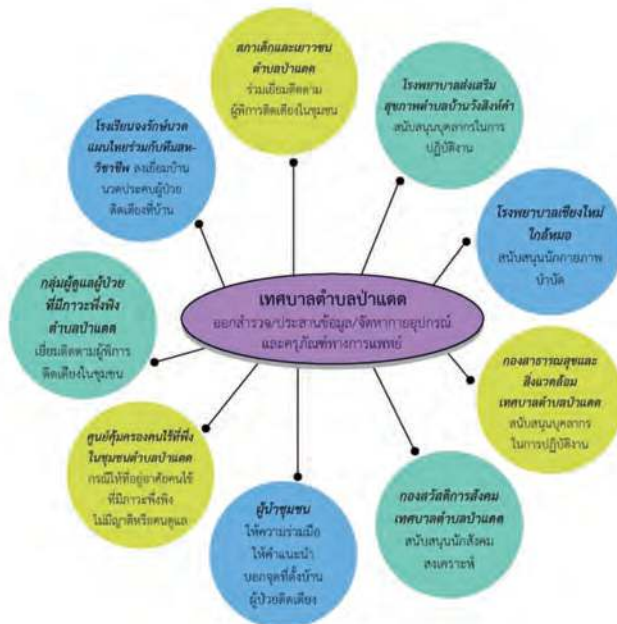 สภาเด็กและเยาวชน
ตำบลป่าแดด
ร่วมเยี่ยมติดตาม
ผู้พิการติดเตียงในชุมชน
โรงพยาบาลส่งเสริม
สุขภาพตำบลบ้านวังสิงห์คำ
สนับสนุนบุคลากรในการ
ปฏิบัติงาน
โรงพยาบาลเชียงใหม่
ใกล้หมอ
สนับสนุนนักกายภาพ
บำบัด
กองสาธารณสุขและ
สิ่งแวดล้อม
เทศบาลตำบลป่าแดด
สนับสนุนบุคลากร
ในการปฏิบัติงาน
กองสวัสดิการสังคม
เทศบาลตำบลป่าแดด
สนับสนุนนักสังคม
สงเคราะห์
ผู้นำชุมชน
ให้ความร่วมมือ
ให้คำแนะนำ
บอกจุดที่ตั้งบ้าน
ผู้ป่วยติดเตียง
ศูนย์คุ้มครองคนไร้ที่พึ่ง
ในชุมชนตำบลป่าแดด
กรณีให้ที่อยู่อาศัยคนไข้
ที่มีภาวะพึ่งพิง
ไม่มีญาติหรือคนดูแล
กลุ่มผู้ดูแลผู้ป่วย
ที่มีภาวะพึ่งพิง
ตำบลป่าแดด
เยี่ยมติดตามผู้พิการ
ติดเตียงในชุมชน
โรงเรียนจงรักษ์นวด
แผนไทยร่วมกับทีมสห-
วิชาชีพ ลงเยี่ยมบ้าน
นวดประคบผู้ป่วย
ติดเตียงที่บ้าน
เทศบาลตำบลป่าแดด
ออกสำรวจ/ประสานข้อมูล/จัดหากายอุปกรณ์
และครุภัณฑ์ทางการแพทย์